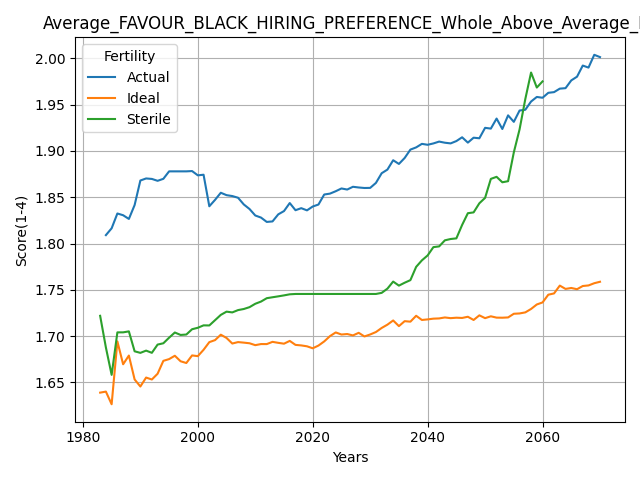 Average_FAVOUR_BLACK_HIRING_PREFERENCE_Whole_Above_Average_
Fertility
Actual
Ideal
Sterile
Score(1-4)
2.00
1.95
1.90
1.85
1.80
1.75
1.70
1.65
1980
2000
2020
2040
2060
Years